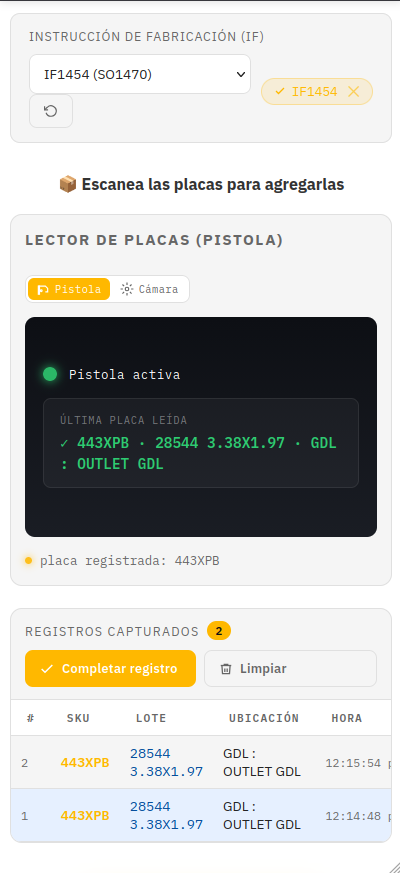 INSTRUCCIÓN DE FABRICACIÓN (IF)
IF1454 (SO1470)
IF1454
📦 Escanea las placas para agregarlas
LECTOR DE PLACAS (PISTOLA)
Pistola
Cámara
Pistola activa
ÚLTIMA PLACA LEÍDA
✓ 443XPB · 28544 3.38X1.97 · GDL
: OUTLET GDL
placa registrada: 443XPB
REGISTROS CAPTURADOS 2
Completar registro
Limpiar
# SKU LOTE UBICACIÓN HORA
2 443XPB 28544 3.38X1.97 GDL : OUTLET GDL 12:15:54
1 443XPB 28544 3.38X1.97 GDL : OUTLET GDL 12:14:48